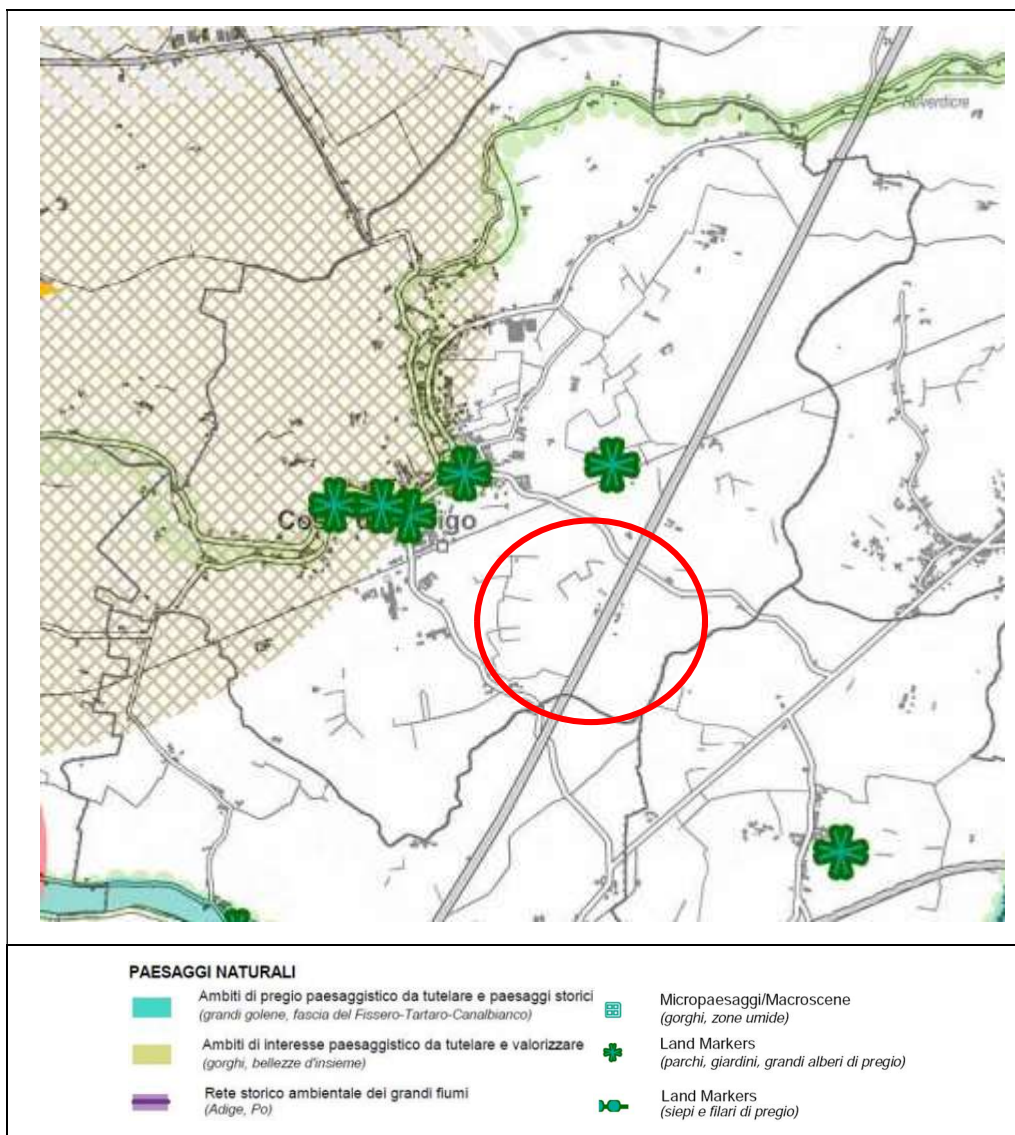 Roverdicre
PAESAGGI NATURALI
Ambiti di pregio paesaggistico da tutelare e paesaggi storici
(grandi golene, fascia del Fissero-Tartaro-Canalbianco)
Ambiti di interesse paesaggistico da tutelare e valorizzare
(gorghi, bellezze d'insieme)
Rete storico ambientale dei grandi fiumi
(Adige, Po)
Micropaesaggi/Macroscene
(gorghi, zone umide)
Land Markers
(parchi, giardini, grandi alberi di pregio)
Land Markers
(siepi e filari di pregio)